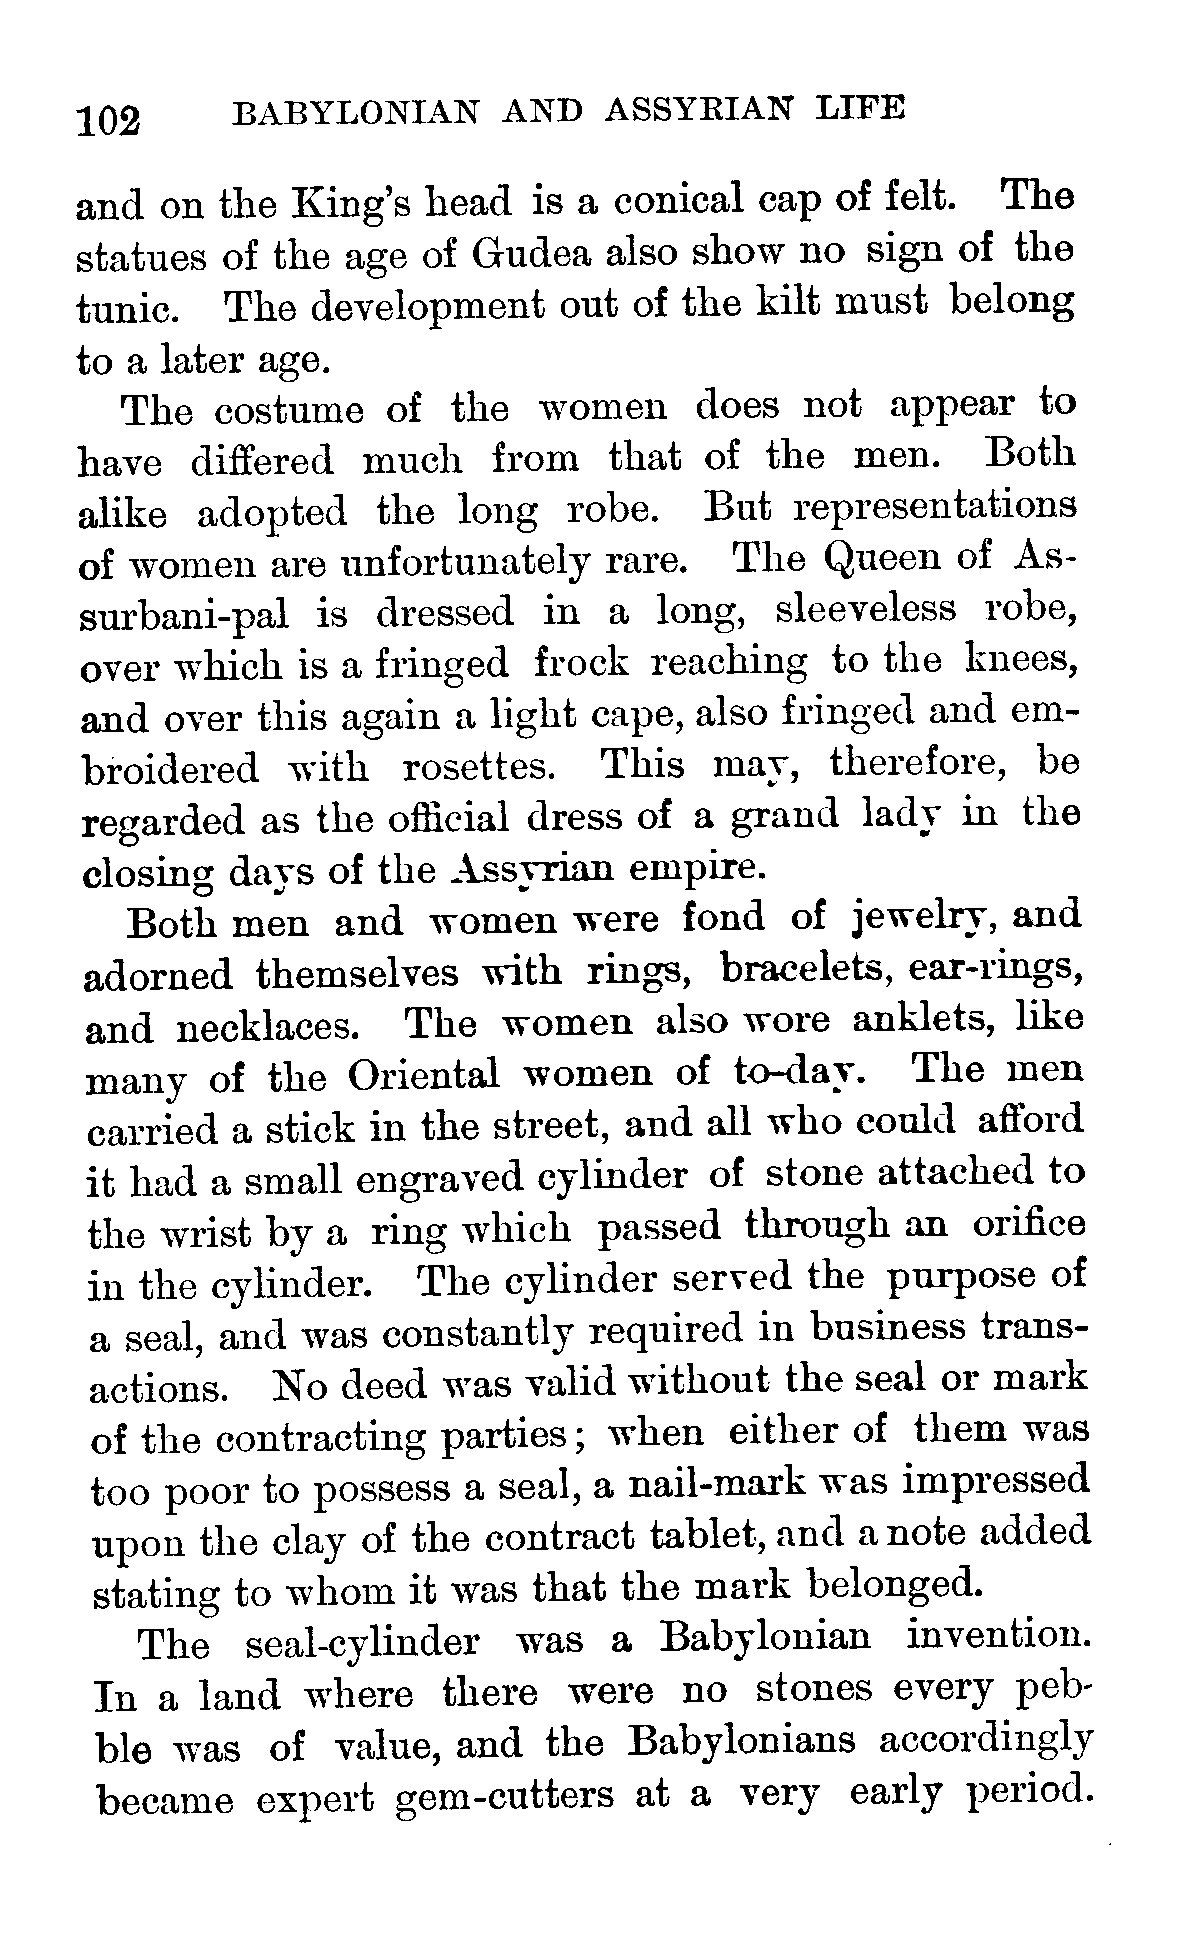 102 BABYLONIAN AND ASSYRIAN LIFE
and on the King's head is a conical cap of felt. The
statues of the age of Gudea also show no sign of the
tunic. The development out of the kilt must belong
to a later age.
The costume of the women does not appear to
have differed much from that of the men. Both
alike adopted the long robe. But representations
of women are unfortunately rare. The Queen of As-
surbani-pal is dressed in a long, sleeveless robe,
over which is a fringed frock reaching to the knees,
and over this again a light cape, also fringed and em-
broidered with rosettes. This may, therefore, be
regarded as the official dress of a grand lady in the
closing days of the Assyrian empire.
Both men and women were fond of jewelry, and
adorned themselves with rings, bracelets, ear-rings,
and necklaces. The women also wore anklets, like
many of the Oriental women of to-day. The men
carried a stick in the street, and all who could afford
it had a small engraved cylinder of stone attached to
the wrist by a ring which passed through an orifice
in the cylinder. The cylinder served the purpose of
a seal, and was constantly required in business trans-
actions. No deed was valid without the seal or mark
of the contracting parties; when either of them was
too poor to possess a seal, a nail-mark was impressed
upon the clay of the contract tablet, and a note added
stating to whom it was that the mark belonged.
The seal-cylinder was a Babylonian invention.
In a land where there were no stones every peb-
ble was of value, and the Babylonians accordingly
became expert gem-cutters at a very early period.